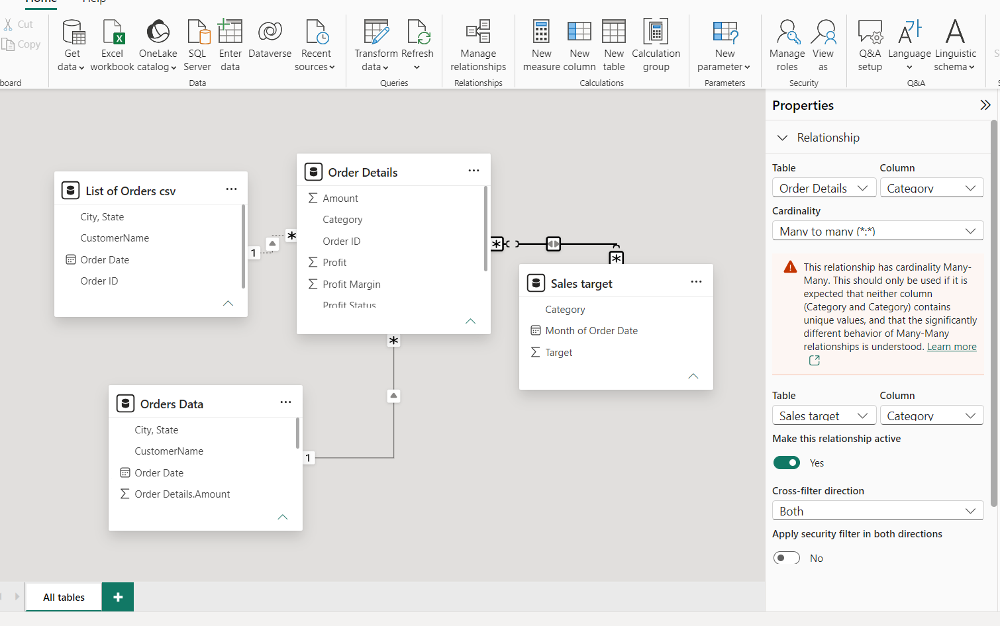 Home Help
Cut
Copy
board
Get data
Excel workbook
OneLake catalog
SQL Server
Enter data
Dataverse
Recent sources
Data
Transform data
Refresh
Queries
Manage relationships
Relationships
New measure
New column
New table
Calculation group
Calculations
New parameter
Parameters
Manage roles
View as
Security
Q&A setup
Language
Linguistic schema
Q&A
List of Orders csv
City, State
CustomerName
Order Date
Order ID
1
*
Order Details
Amount
Category
Order ID
Profit
Profit Margin
Profit Status
*
*
*
Sales target
Category
Month of Order Date
Target
Orders Data
City, State
CustomerName
Order Date
Order Details.Amount
1
All tables
Properties
Relationship
Table Column
Order Details Category
Cardinality
Many to many (*:*)
This relationship has cardinality Many-
Many. This should only be used if it is
expected that neither column
(Category and Category) contains
unique values, and that the significantly
different behavior of Many-Many
relationships is understood. Learn more
Table Column
Sales target Category
Make this relationship active
Yes
Cross-filter direction
Both
Apply security filter in both directions
No